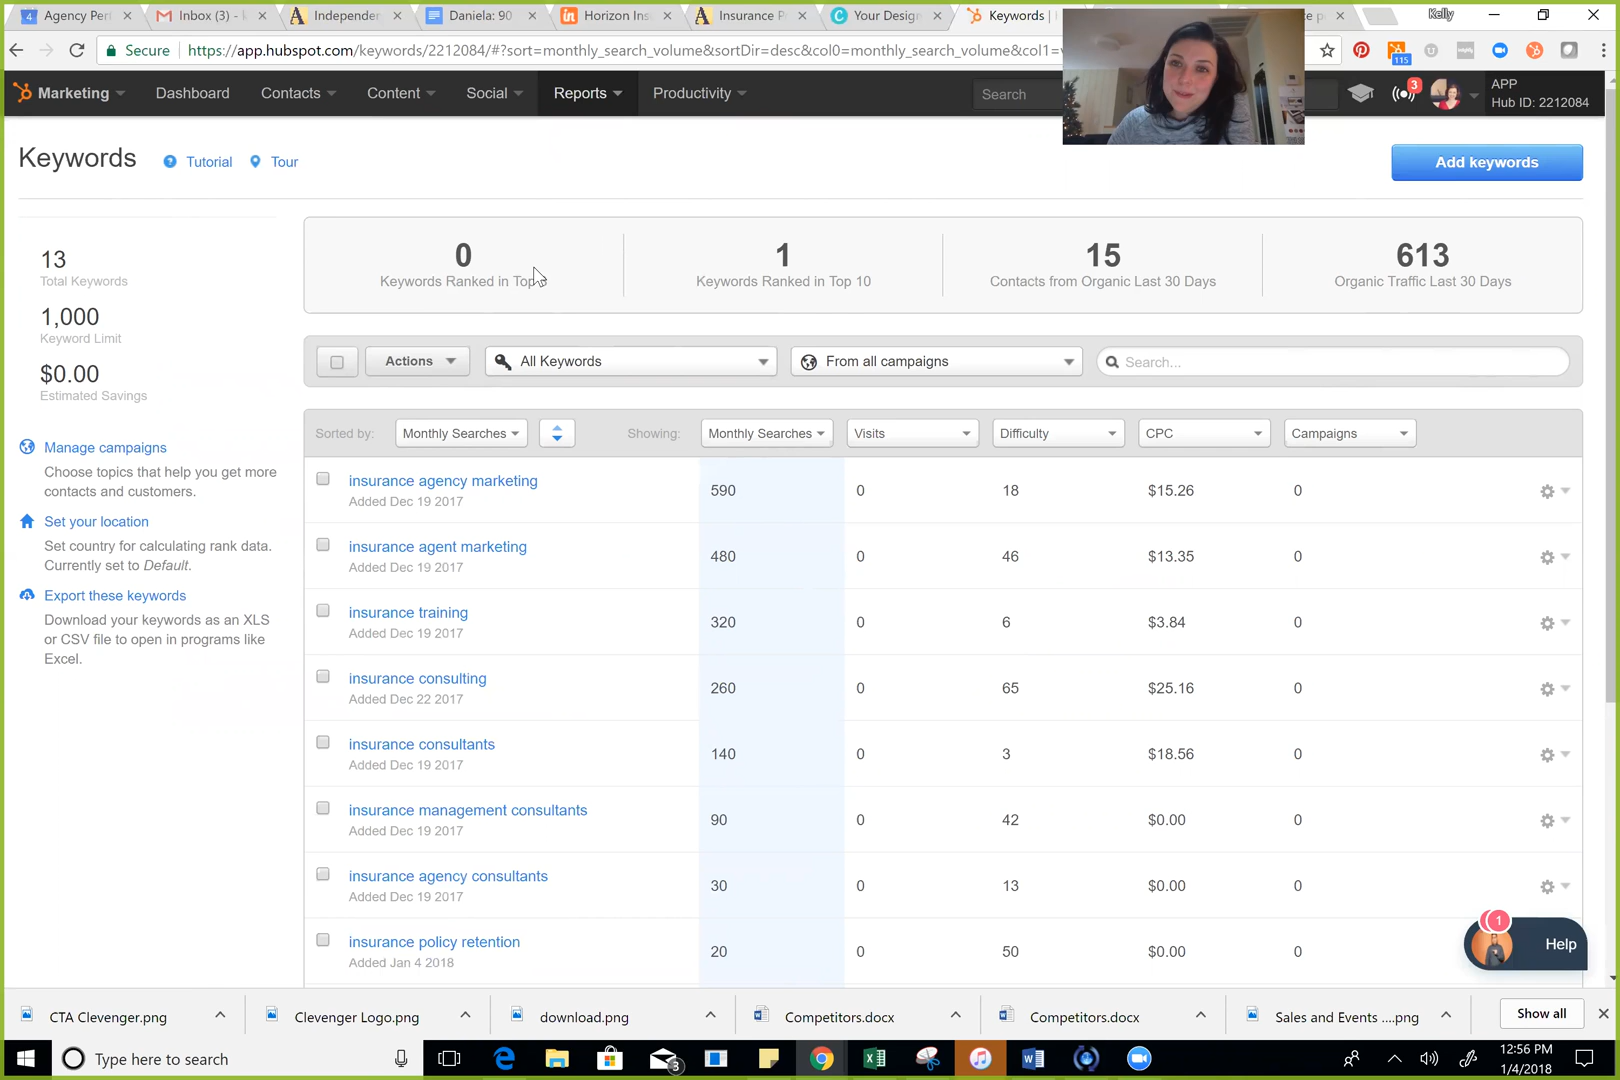 Agency Peri
Inbox (3) -
Independer
Daniela: 90
Horizon Ins
Insurance P
Your Design
Keywords |
Kelly
Secure
https://app.hubspot.com/keywords/2212084/#?sort=monthly_search_volume&sortDir=desc&col0=monthly_search_volume&col1=v
115
Marketing
Dashboard
Contacts
Content
Social
Reports
Productivity
Search
3
APP
Hub ID: 2212084
Keywords
Tutorial
Tour
Add keywords
13
Total Keywords
1,000
Keyword Limit
$0.00
Estimated Savings
Manage campaigns
Choose topics that help you get more
contacts and customers.
Set your location
Set country for calculating rank data.
Currently set to Default.
Export these keywords
Download your keywords as an XLS
or CSV file to open in programs like
Excel.
0
Keywords Ranked in Top
1
Keywords Ranked in Top 10
15
Contacts from Organic Last 30 Days
613
Organic Traffic Last 30 Days
Actions
All Keywords
From all campaigns
Search...
Sorted by:
Monthly Searches
Showing:
Monthly Searches
Visits
Difficulty
CPC
Campaigns
insurance agency marketing
Added Dec 19 2017
590
0
18
$15.26
0
insurance agent marketing
Added Dec 19 2017
480
0
46
$13.35
0
insurance training
Added Dec 19 2017
320
0
6
$3.84
0
insurance consulting
Added Dec 22 2017
260
0
65
$25.16
0
insurance consultants
Added Dec 19 2017
140
0
3
$18.56
0
insurance management consultants
Added Dec 19 2017
90
0
42
$0.00
0
insurance agency consultants
Added Dec 19 2017
30
0
13
$0.00
0
insurance policy retention
Added Jan 4 2018
20
0
50
$0.00
0
1
Help
CTA Clevenger.png
Clevenger Logo.png
download.png
Competitors.docx
Competitors.docx
Sales and Events ....png
Show all
Type here to search
3
12:56 PM
1/4/2018